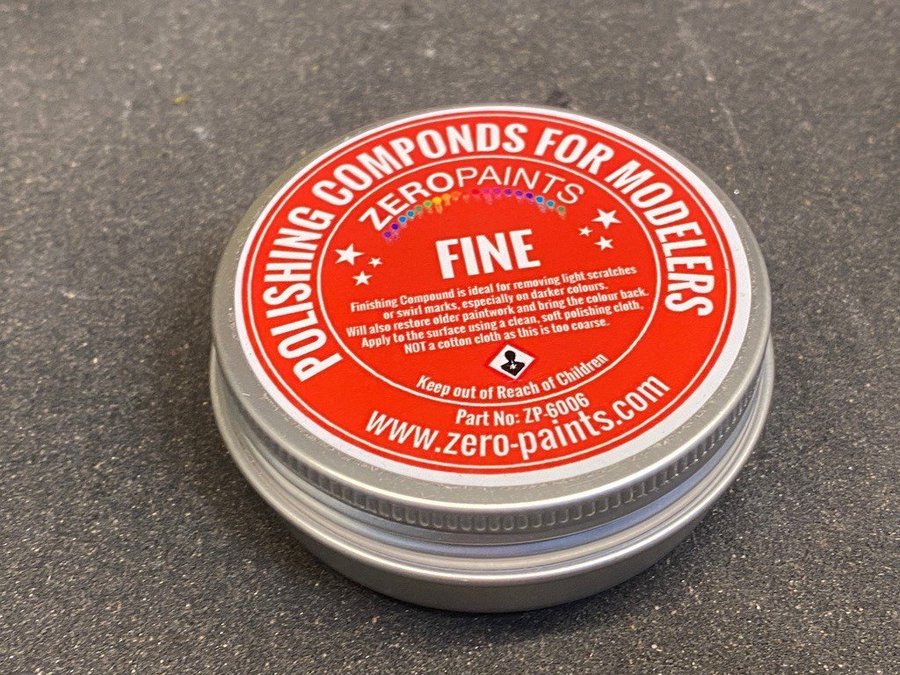 POLISHING COMPONDS FOR MODELERS
ZEROPAINTS
FINE
Finishing Compound is ideal for removing light scratches
or swirl marks, especially on darker colours.
Will also restore older paintwork and bring the colour back.
Apply to the surface using a clean, soft polishing cloth,
NOT a cotton cloth as this is too coarse.
Keep out of Reach of Children
Part No: ZP-6006
www.zero-paints.com